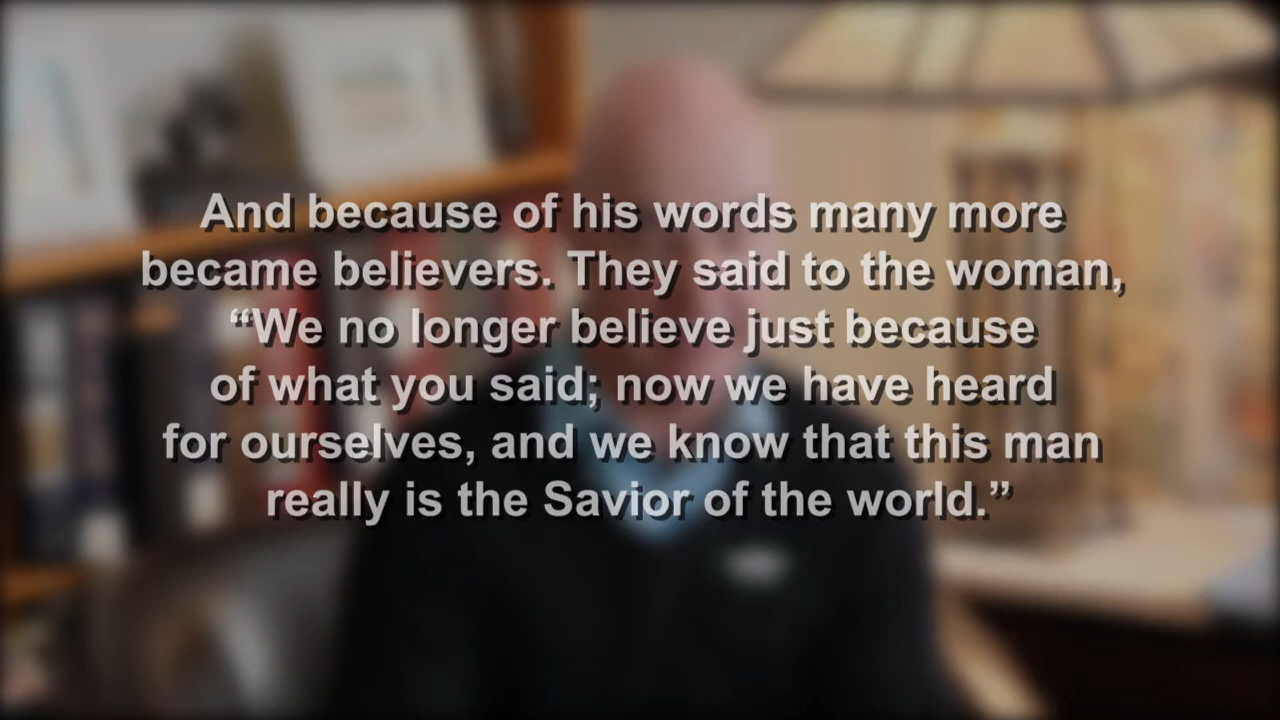 And because of his words many more
became believers. They said to the woman,
“We no longer believe just because
of what you said; now we have heard
for ourselves, and we know that this man
really is the Savior of the world.”